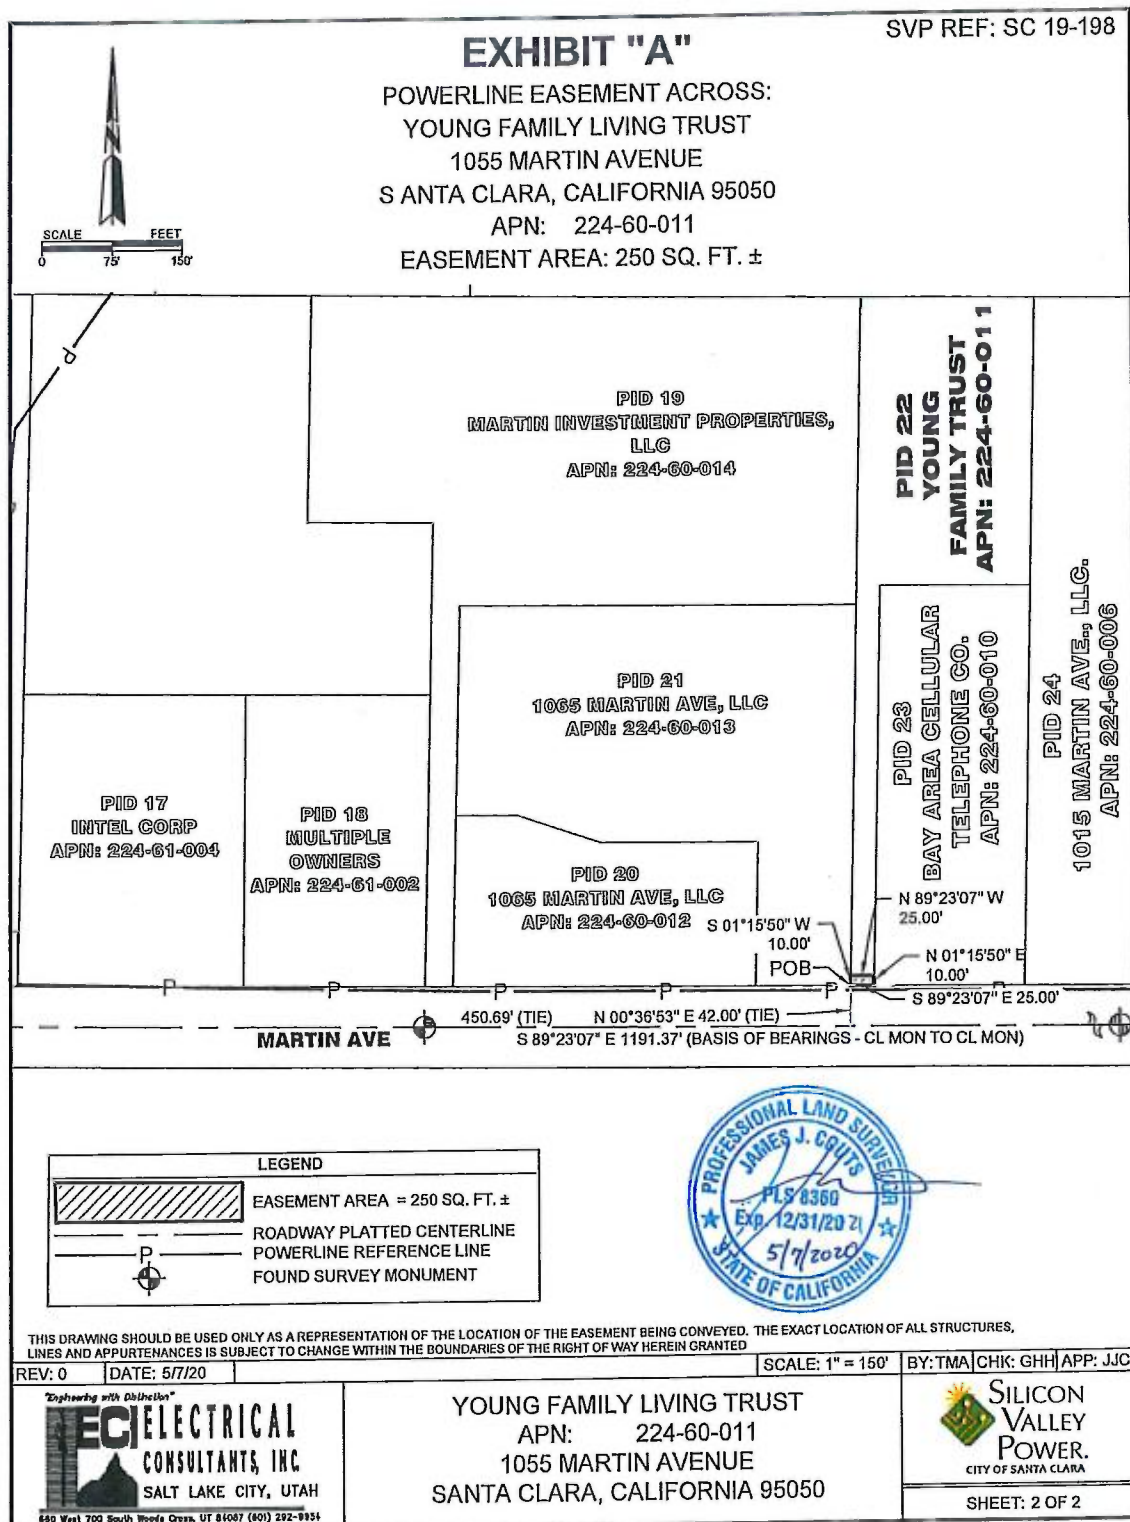 SVP REF: SC 19-198
EXHIBIT "A"
POWERLINE EASEMENT ACROSS:
YOUNG FAMILY LIVING TRUST
1055 MARTIN AVENUE
S ANTA CLARA, CALIFORNIA 95050
APN: 224-60-011
EASEMENT AREA: 250 SQ. FT. ±
N
SCALE FEET
0 75' 150'
P
PID 19
MARTIN INVESTMENT PROPERTIES,
LLC
APN: 224-60-014
PID 22
YOUNG
FAMILY TRUST
APN: 224-60-011
PID 21
1065 MARTIN AVE, LLC
APN: 224-60-013
PID 23
BAY AREA CELLULAR
TELEPHONE CO.
APN: 224-60-010
PID 24
1015 MARTIN AVE., LLC.
APN: 224-60-006
PID 17
INTEL CORP
APN: 224-61-004
PID 18
MULTIPLE
OWNERS
APN: 224-61-002
PID 20
1065 MARTIN AVE, LLC
APN: 224-60-012
S 01°15'50" W
10.00'
N 89°23'07" W
25.00'
POB
N 01°15'50" E
10.00'
S 89°23'07" E 25.00'
P P P P P P
450.69' (TIE) N 00°36'53" E 42.00' (TIE)
MARTIN AVE
S 89°23'07" E 1191.37' (BASIS OF BEARINGS - CL MON TO CL MON)
LEGEND
EASEMENT AREA = 250 SQ. FT. ±
ROADWAY PLATTED CENTERLINE
P POWERLINE REFERENCE LINE
FOUND SURVEY MONUMENT
PROFESSIONAL LAND SURVEYOR
JAMES J. COUTS
PLS 8360
Exp. 12/31/2021
5/7/2020
STATE OF CALIFORNIA
THIS DRAWING SHOULD BE USED ONLY AS A REPRESENTATION OF THE LOCATION OF THE EASEMENT BEING CONVEYED. THE EXACT LOCATION OF ALL STRUCTURES,
LINES AND APPURTENANCES IS SUBJECT TO CHANGE WITHIN THE BOUNDARIES OF THE RIGHT OF WAY HEREIN GRANTED
REV: 0 DATE: 5/7/20 SCALE: 1" = 150' BY: TMA CHK: GHH APP: JJC
"Engineering with Distinction"
ECI ELECTRICAL
CONSULTANTS, INC.
SALT LAKE CITY, UTAH
660 West 700 South Woods Cross, UT 84087 (801) 292-9954
YOUNG FAMILY LIVING TRUST
APN: 224-60-011
1055 MARTIN AVENUE
SANTA CLARA, CALIFORNIA 95050
SILICON
VALLEY
POWER.
CITY OF SANTA CLARA
SHEET: 2 OF 2